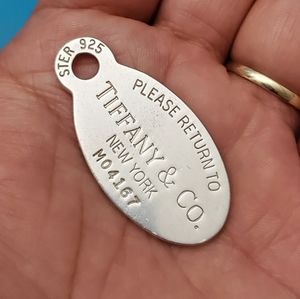 STER 925
PLEASE RETURN TO
TIFFANY & CO.
NEW YORK
M04167